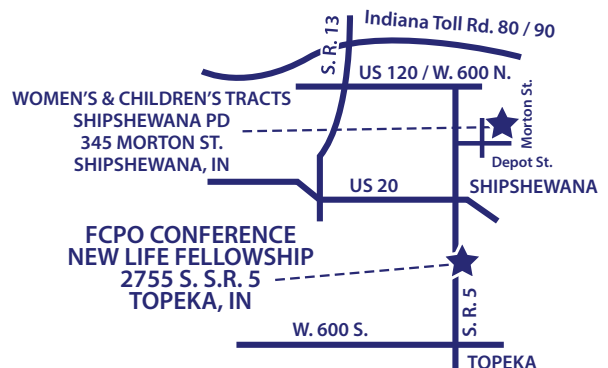 Indiana Toll Rd. 80 / 90
S. R. 13
US 120 / W. 600 N.
WOMEN'S & CHILDREN'S TRACTS
SHIPSHEWANA PD
345 MORTON ST.
SHIPSHEWANA, IN
Morton St.
Depot St.
US 20
SHIPSHEWANA
FCPO CONFERENCE
NEW LIFE FELLOWSHIP
2755 S. S.R. 5
TOPEKA, IN
S. R. 5
W. 600 S.
TOPEKA